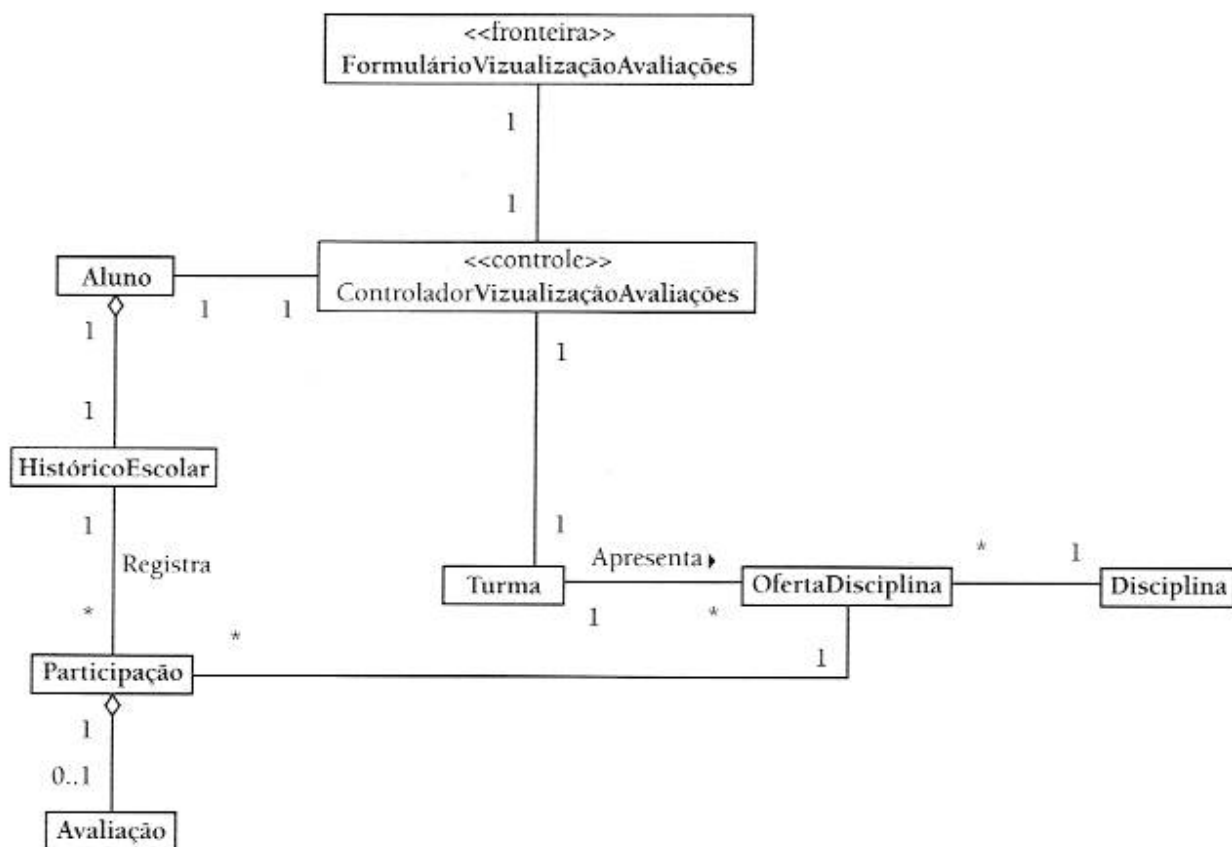 <<fronteira>>
FormulárioVizualizaçãoAvaliações
1
1
<<controle>>
ControladorVizualizaçãoAvaliações
Aluno
1
1
1
1
1
HistóricoEscolar
1
Registra
*
1
Turma
Apresenta
1
*
OfertaDisciplina
*
1
Disciplina
*
1
Participação
1
0..1
Avaliação